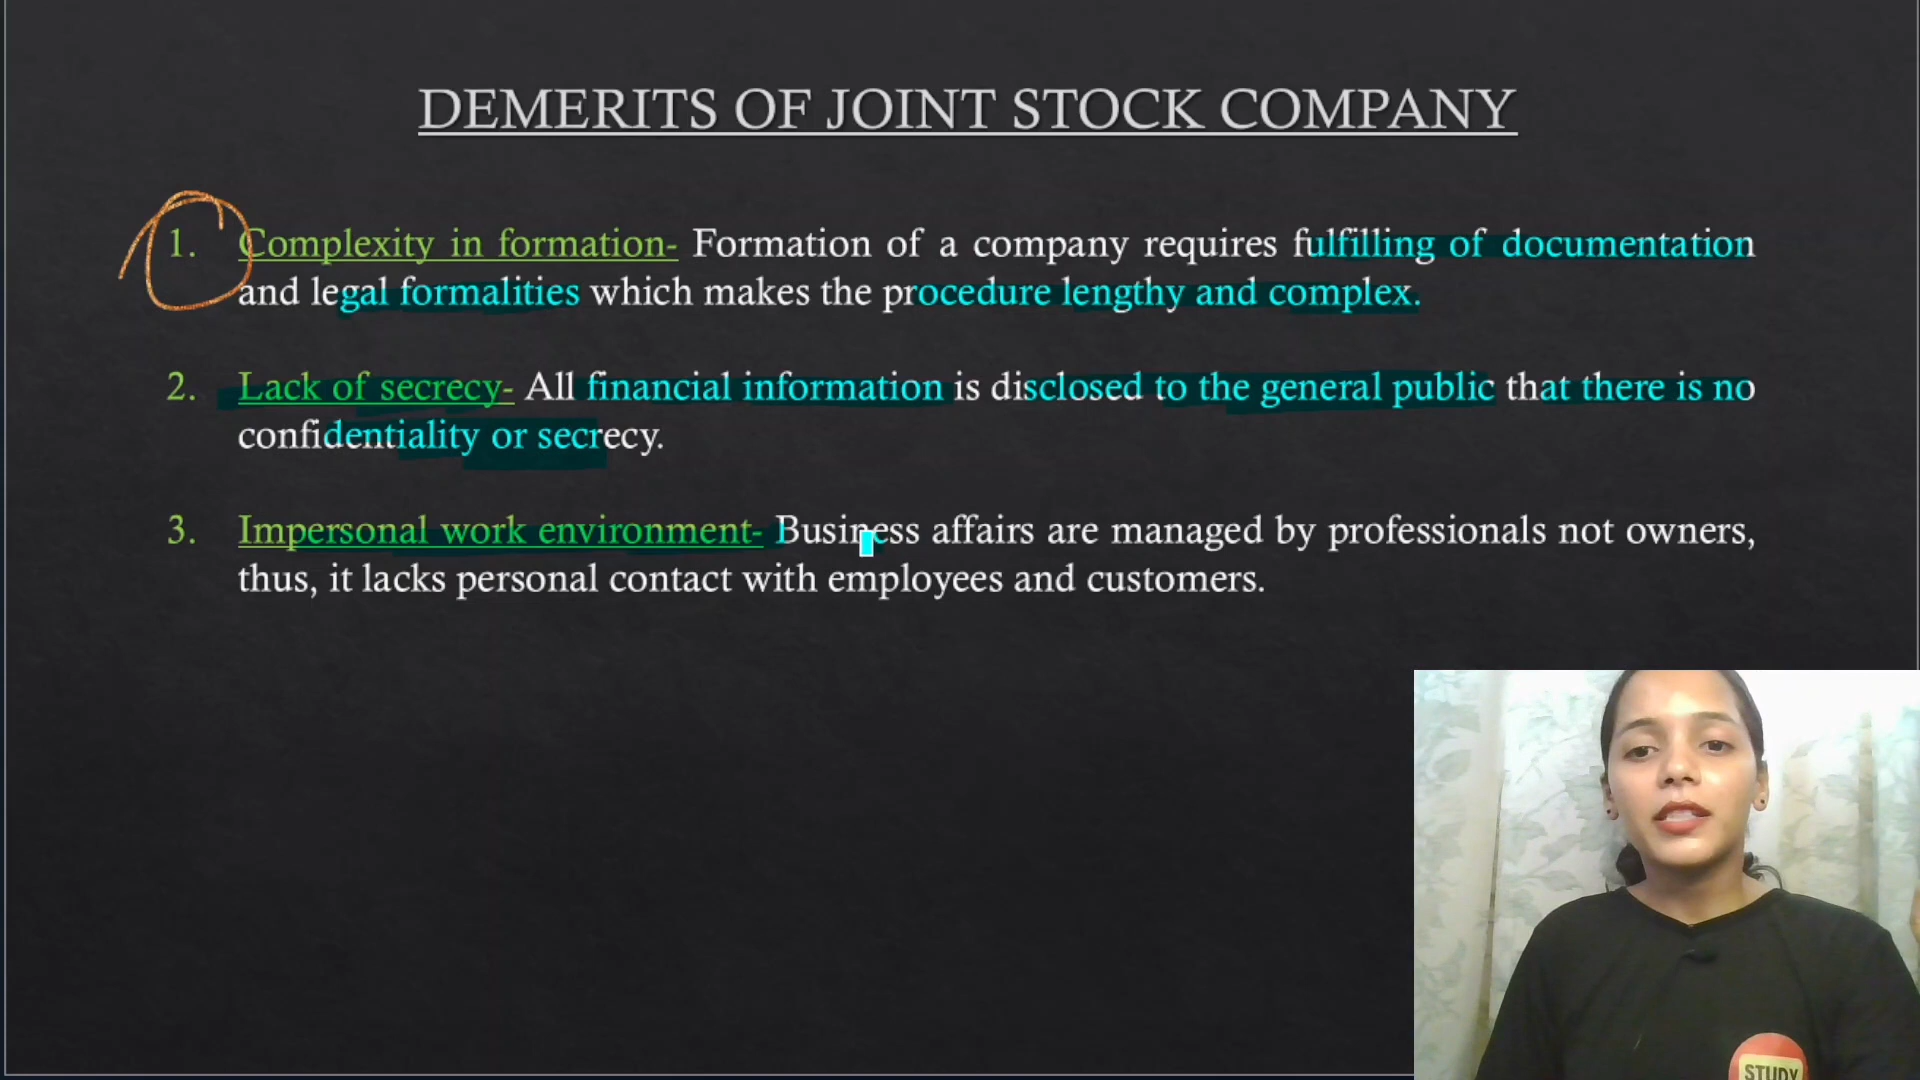 DEMERITS OF JOINT STOCK COMPANY
1. Complexity in formation- Formation of a company requires fulfilling of documentation
and legal formalities which makes the procedure lengthy and complex.
2. Lack of secrecy- All financial information is disclosed to the general public that there is no
confidentiality or secrecy.
3. Impersonal work environment- Business affairs are managed by professionals not owners,
thus, it lacks personal contact with employees and customers.
STUDY